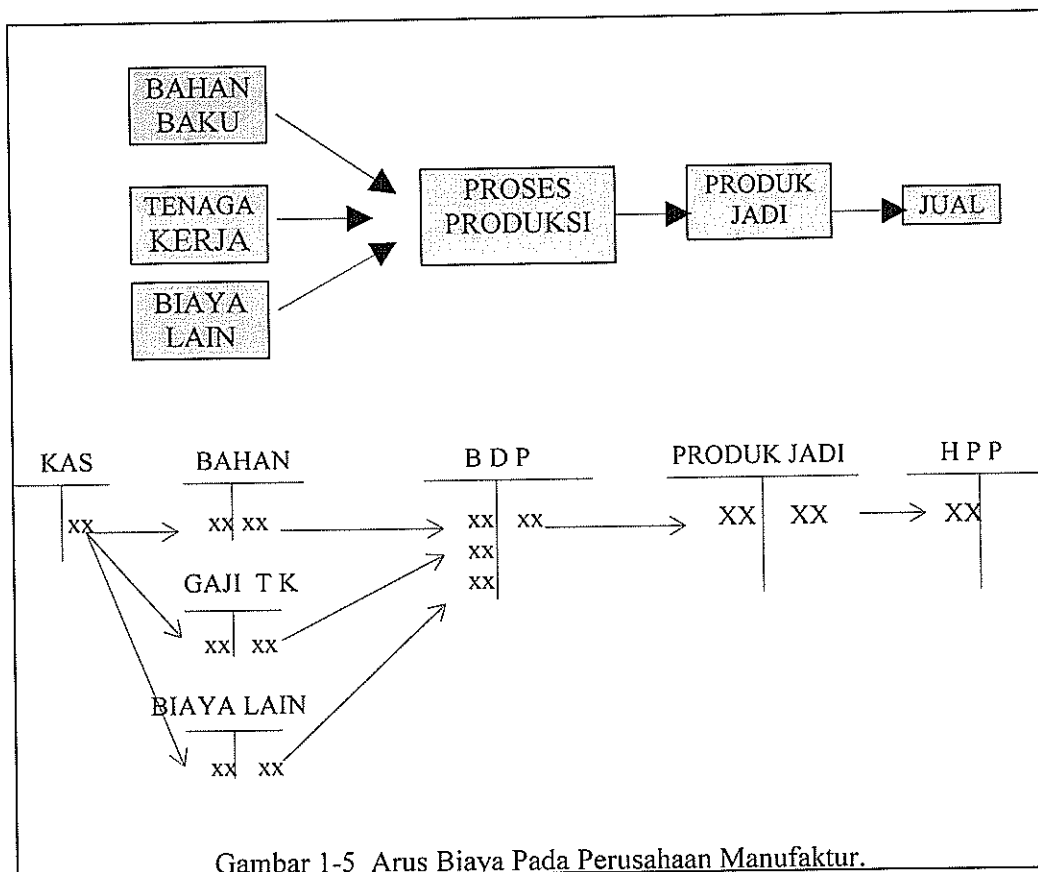 BAHAN
BAKU
TENAGA
KERJA
BIAYA
LAIN
PROSES
PRODUKSI
PRODUK
JADI
JUAL
KAS
BAHAN
B D P
PRODUK JADI
H P P
xx
xx xx
xx xx
XX XX
XX
xx
xx
GAJI T K
xx xx
BIAYA LAIN
xx xx
Gambar 1-5 Arus Biaya Pada Perusahaan Manufaktur.